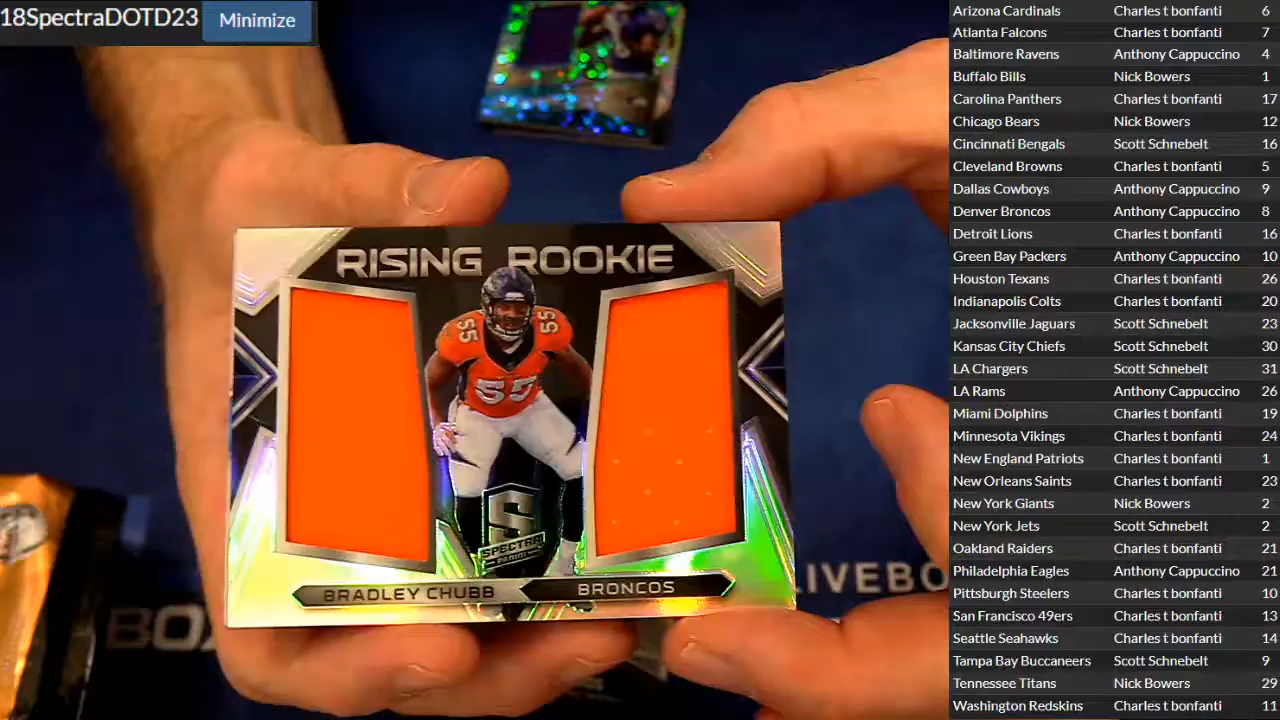 18SpectraDOTD23
Minimize
RISING ROOKIE
55
55
55
S
SPECTRA
PANINI
BRADLEY CHUBB
BRONCOS
BOX
LIVEBO
Arizona Cardinals Charles t bonfanti 6
Atlanta Falcons Charles t bonfanti 7
Baltimore Ravens Anthony Cappuccino 4
Buffalo Bills Nick Bowers 1
Carolina Panthers Charles t bonfanti 17
Chicago Bears Nick Bowers 12
Cincinnati Bengals Scott Schnebelt 16
Cleveland Browns Charles t bonfanti 5
Dallas Cowboys Anthony Cappuccino 9
Denver Broncos Anthony Cappuccino 8
Detroit Lions Charles t bonfanti 16
Green Bay Packers Anthony Cappuccino 10
Houston Texans Charles t bonfanti 26
Indianapolis Colts Charles t bonfanti 20
Jacksonville Jaguars Scott Schnebelt 23
Kansas City Chiefs Scott Schnebelt 30
LA Chargers Scott Schnebelt 31
LA Rams Anthony Cappuccino 26
Miami Dolphins Charles t bonfanti 19
Minnesota Vikings Charles t bonfanti 24
New England Patriots Charles t bonfanti 1
New Orleans Saints Charles t bonfanti 3
New York Giants Nick Bowers 2
New York Jets Scott Schnebelt 2
Oakland Raiders Charles t bonfanti 21
Philadelphia Eagles Anthony Cappuccino 21
Pittsburgh Steelers Charles t bonfanti 10
San Francisco 49ers Charles t bonfanti 13
Seattle Seahawks Charles t bonfanti 14
Tampa Bay Buccaneers Scott Schnebelt 9
Tennessee Titans Nick Bowers 29
Washington Redskins Charles t bonfanti 11